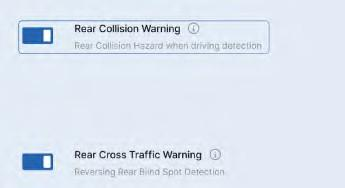 Rear Collision Warning
Rear Collision Hazard when driving detection
Rear Cross Traffic Warning
Reversing Rear Blind Spot Detection